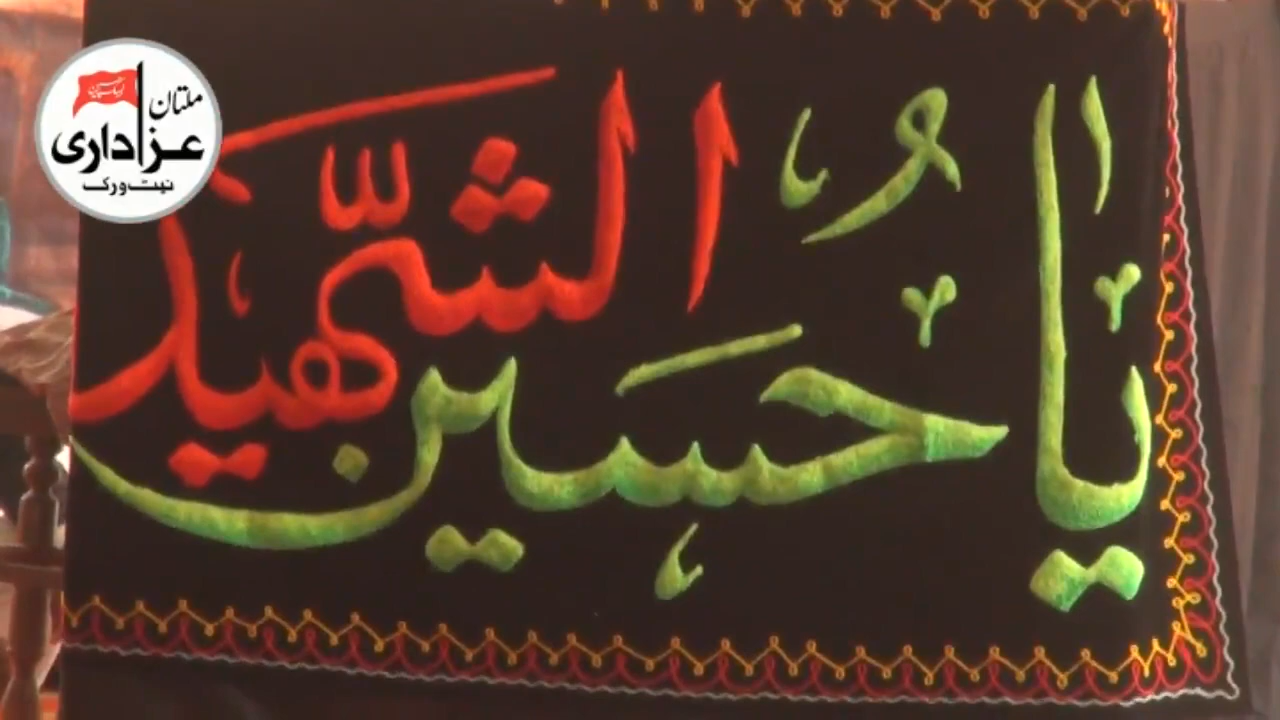 يا حسين الشهيد
ملتان
عزاداری
نیٹ ورک